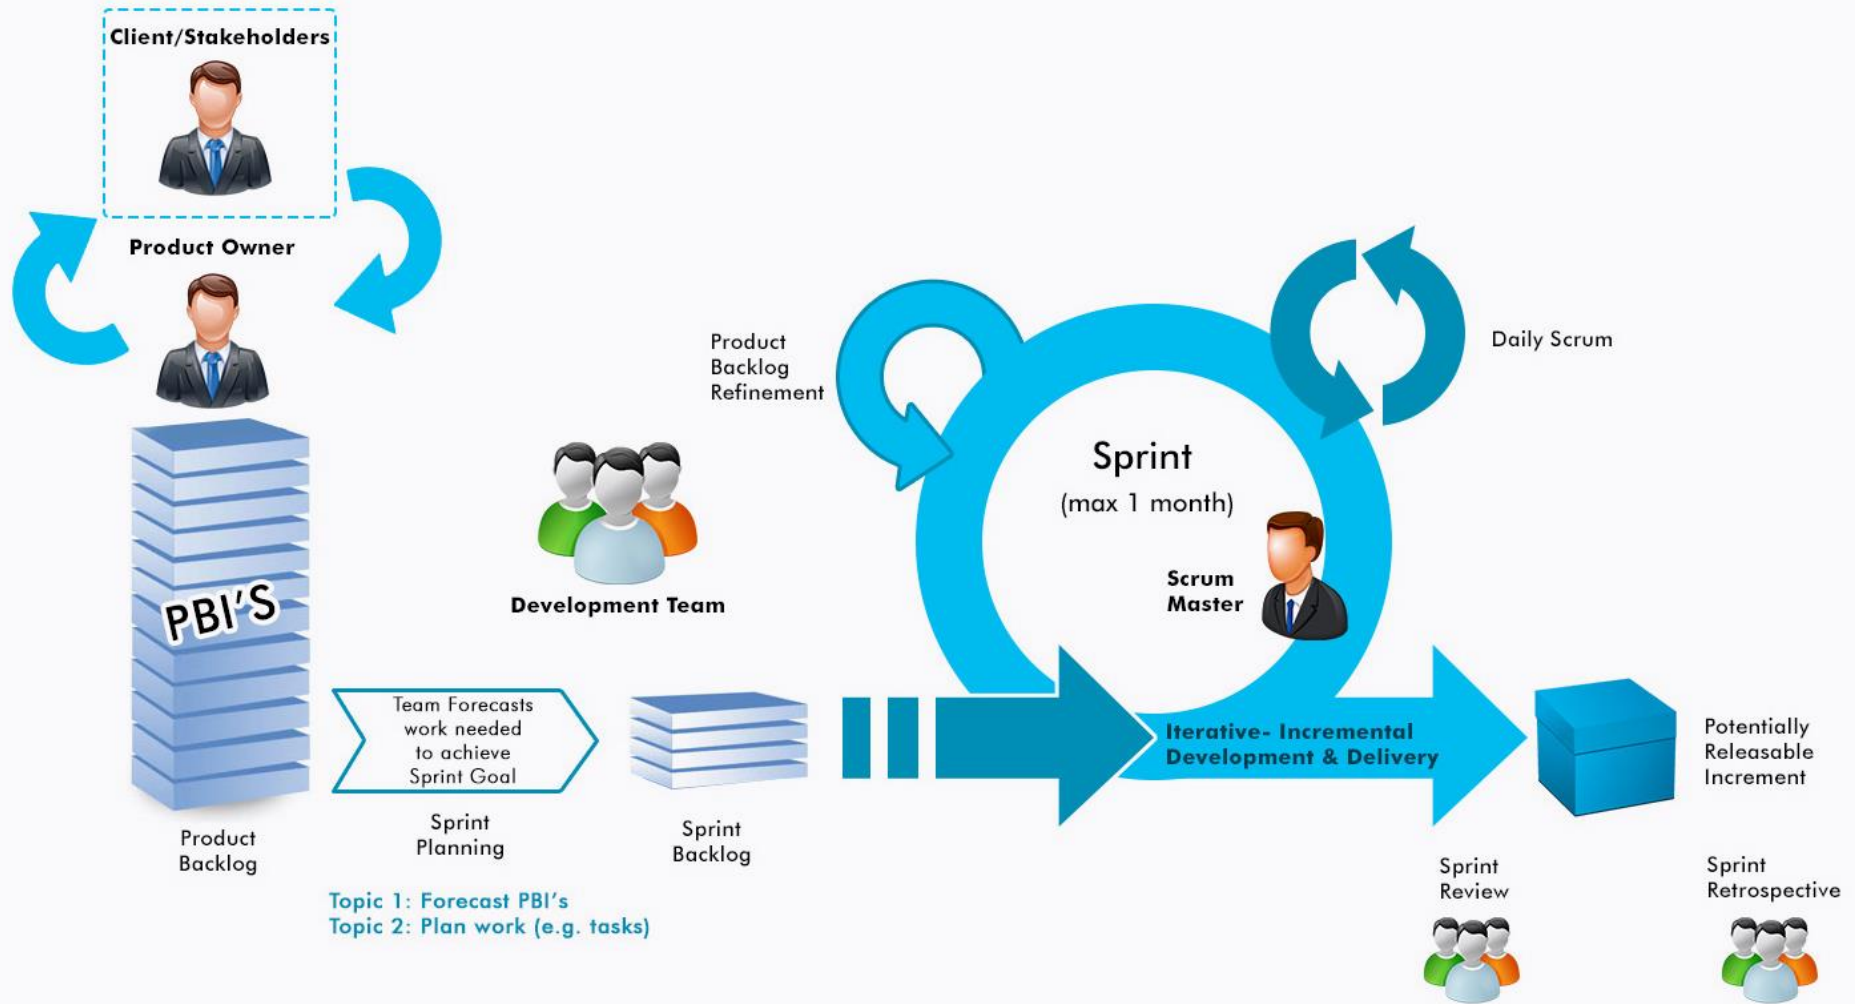 Client/Stakeholders
Product Owner
PBI'S
Product
Backlog
Team Forecasts
work needed
to achieve
Sprint Goal
Sprint
Planning
Topic 1: Forecast PBI's
Topic 2: Plan work (e.g. tasks)
Development Team
Sprint
Backlog
Product
Backlog
Refinement
Sprint
(max 1 month)
Scrum
Master
Daily Scrum
Iterative- Incremental
Development & Delivery
Potentially
Releasable
Increment
Sprint
Review
Sprint
Retrospective